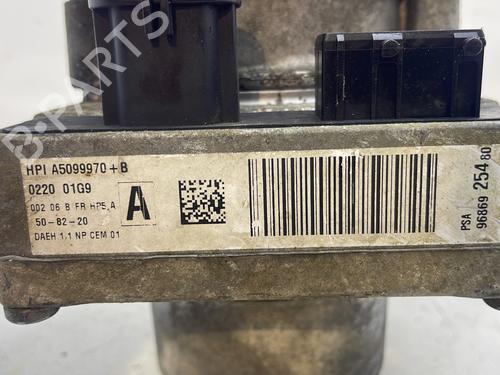 HPI A5099970+B
0220 01G9
002 06 B FR HPE.A
50-82-20
DAEH 1.1 NP CEM 01
A
PSA
96869 254 80
B-PARTS